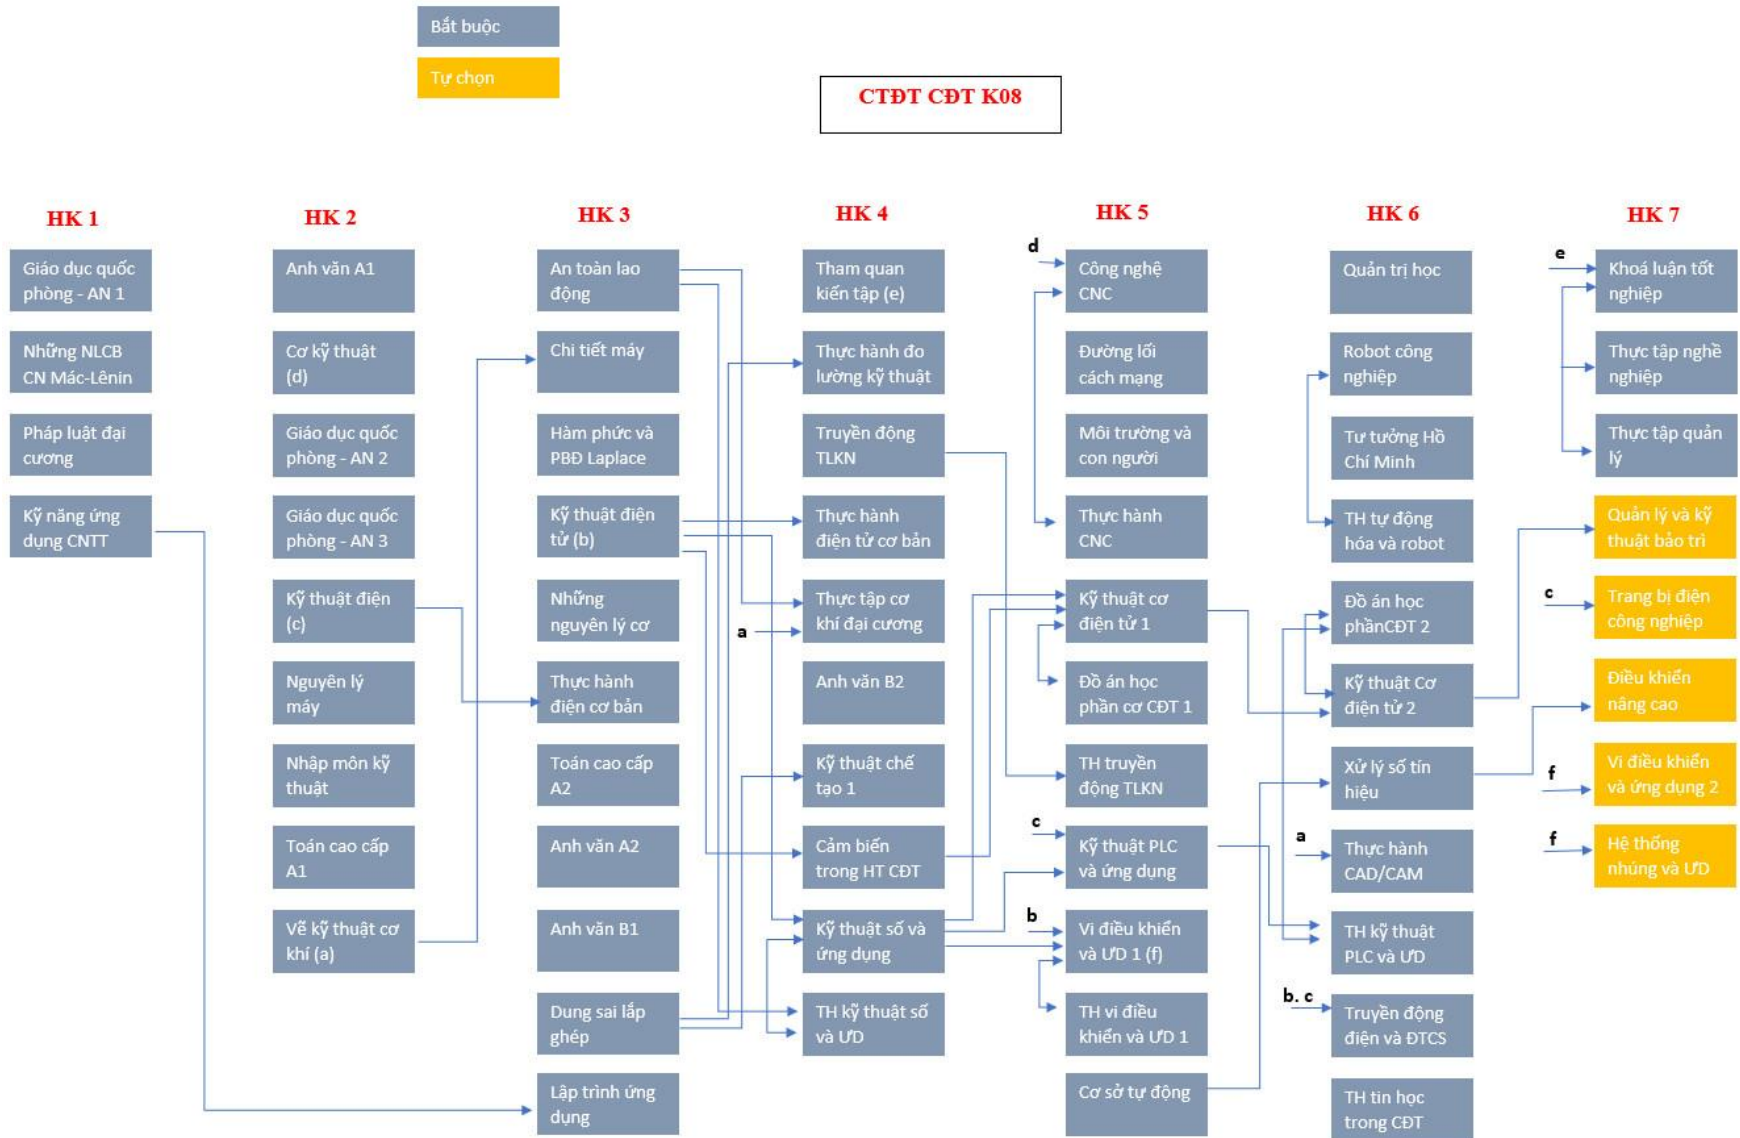 Bắt buộc
Tự chọn
CTĐT CĐT K08
HK 1
Giáo dục quốc
phòng - AN 1
Những NLCB
CN Mác-Lênin
Pháp luật đại
cương
Kỹ năng ứng
dụng CNTT
HK 2
Anh văn A1
Cơ kỹ thuật
(d)
Giáo dục quốc
phòng - AN 2
Giáo dục quốc
phòng - AN 3
Kỹ thuật điện
(c)
Nguyên lý
máy
Nhập môn kỹ
thuật
Toán cao cấp
A1
Vẽ kỹ thuật cơ
khí (a)
HK 3
An toàn lao
động
Chi tiết máy
Hàm phức và
PBĐ Laplace
Kỹ thuật điện
tử (b)
Những
nguyên lý cơ
Thực hành
điện cơ bản
Toán cao cấp
A2
Anh văn A2
Anh văn B1
Dung sai lắp
ghép
Lập trình ứng
dụng
HK 4
Tham quan
kiến tập (e)
Thực hành đo
lường kỹ thuật
Truyền động
TLKN
Thực hành
điện tử cơ bản
Thực tập cơ
khí đại cương
a
Anh văn B2
Kỹ thuật chế
tạo 1
Cảm biến
trong HT CĐT
Kỹ thuật số và
ứng dụng
TH kỹ thuật số
và ƯD
HK 5
d
Công nghệ
CNC
Đường lối
cách mạng
Môi trường và
con người
Thực hành
CNC
Kỹ thuật cơ
điện tử 1
Đồ án học
phần cơ CĐT 1
TH truyền
động TLKN
c
Kỹ thuật PLC
và ứng dụng
b
Vi điều khiển
và ƯD 1 (f)
TH vi điều
khiển và ƯD 1
Cơ sở tự động
HK 6
Quản trị học
Robot công
nghiệp
Tư tưởng Hồ
Chí Minh
TH tự động
hóa và robot
Đồ án học
phầnCĐT 2
Kỹ thuật Cơ
điện tử 2
Xử lý số tín
hiệu
a
Thực hành
CAD/CAM
TH kỹ thuật
PLC và ƯD
b. c
Truyền động
điện và ĐTCS
TH tin học
trong CĐT
HK 7
e
Khoá luận tốt
nghiệp
Thực tập nghề
nghiệp
Thực tập quản
lý
Quản lý và kỹ
thuật bảo trì
c
Trang bị điện
công nghiệp
Điều khiển
nâng cao
f
Vi điều khiển
và ứng dụng 2
f
Hệ thống
nhúng và ƯD